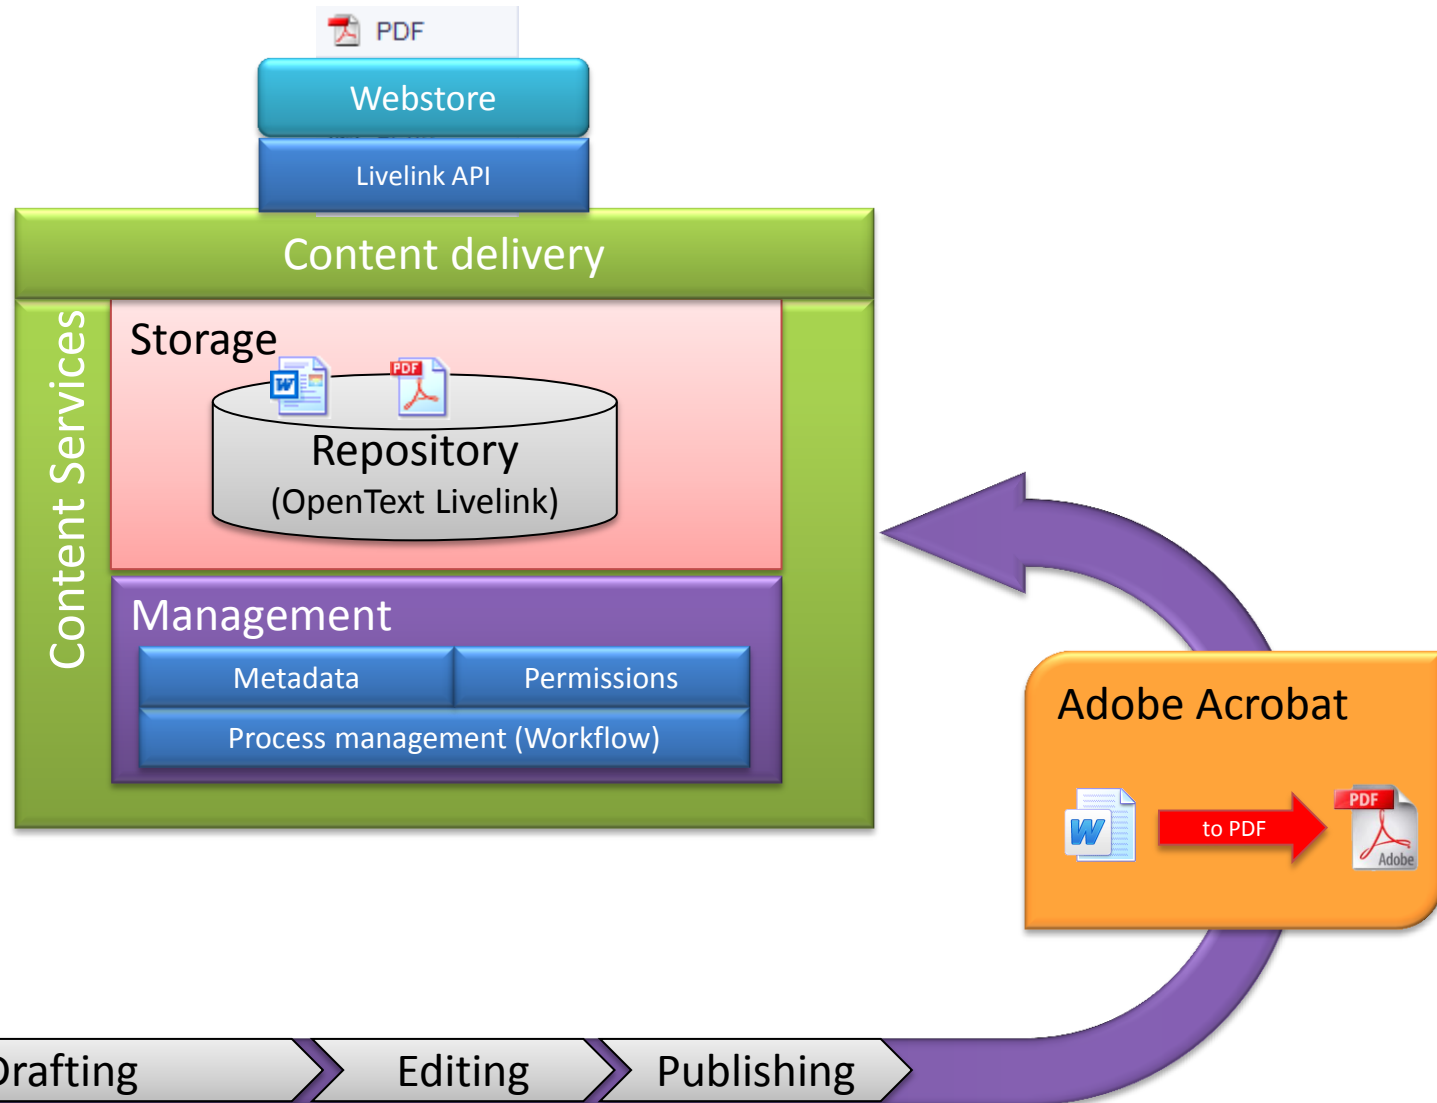 PDF
Webstore
Livelink API
Content delivery
Content Services
Storage
W
PDF
Repository
(OpenText Livelink)
Management
Metadata
Permissions
Process management (Workflow)
Adobe Acrobat
W
to PDF
PDF
Adobe
Drafting
Editing
Publishing